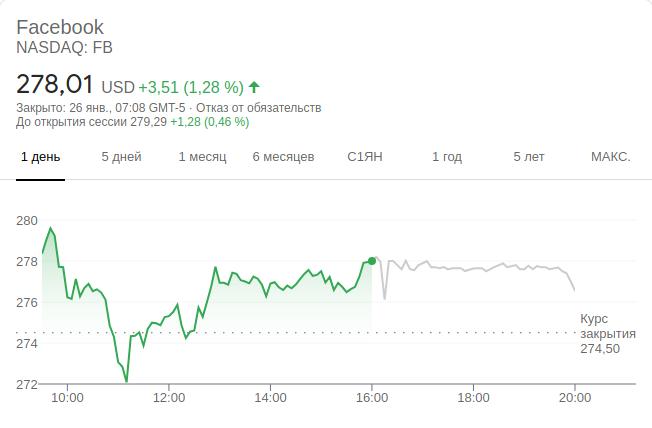 Facebook
NASDAQ: FB
278,01 USD +3,51 (1,28 %)
Закрыто: 26 янв., 07:08 GMT-5 · Отказ от обязательств
До открытия сессии 279,29 +1,28 (0,46 %)
1 день 5 дней 1 месяц 6 месяцев С1ЯН 1 год 5 лет МАКС.
280
278
276
274
272
Курс
закрытия
274,50
10:00 12:00 14:00 16:00 18:00 20:00